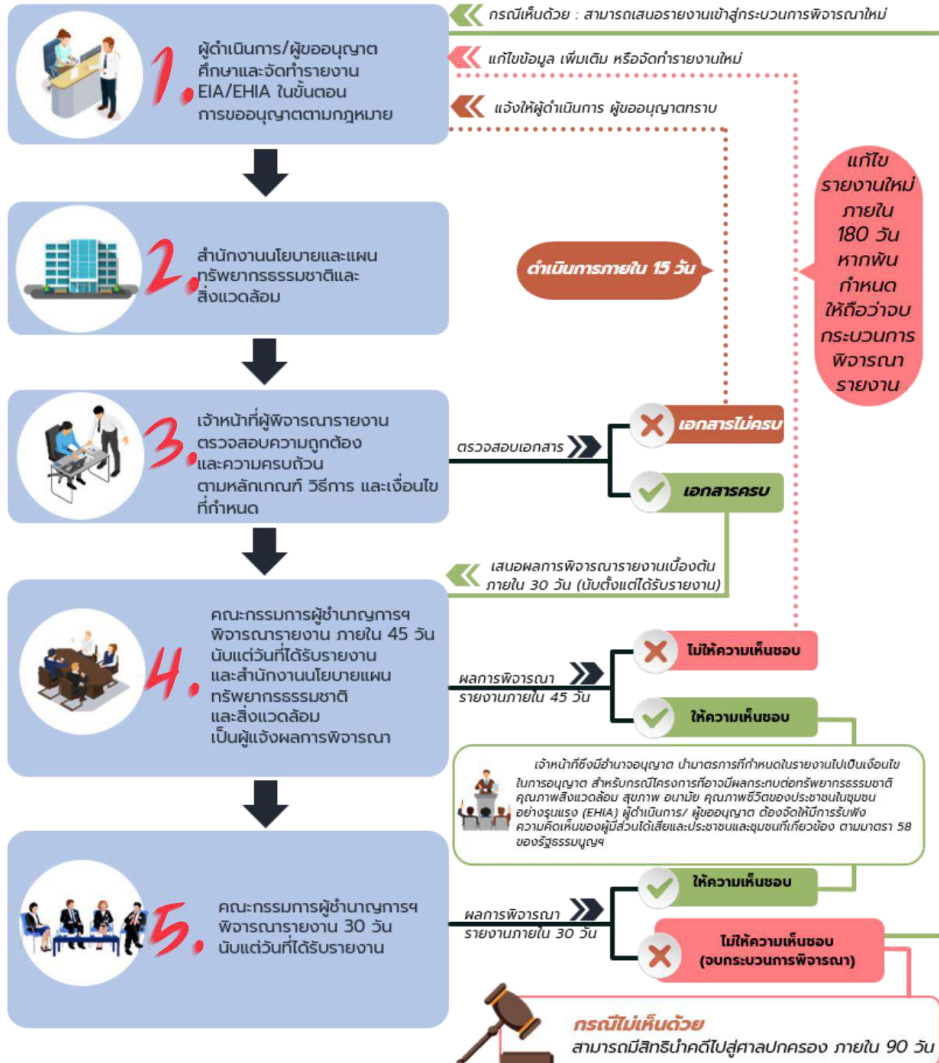 กรณีเห็นด้วย : สามารถเสนอรายงานเข้าสู่กระบวนการพิจารณาใหม่
แก้ไขข้อมูล เพิ่มเติม หรือจัดทำรายงานใหม่
แจ้งให้ผู้ดำเนินการ ผู้ขออนุญาตทราบ
1.
ผู้ดำเนินการ/ผู้ขออนุญาต
ศึกษาและจัดทำรายงาน
EIA/EHIA ในขั้นตอน
การขออนุญาตตามกฎหมาย
แก้ไข
รายงานใหม่
ภายใน
180 วัน
หากพ้น
กำหนด
ให้ถือว่าจบ
กระบวนการ
พิจารณา
รายงาน
2.
สำนักงานนโยบายและแผน
ทรัพยากรธรรมชาติและ
สิ่งแวดล้อม
ดำเนินการภายใน 15 วัน
3.
เจ้าหน้าที่ผู้พิจารณารายงาน
ตรวจสอบความถูกต้อง
และความครบถ้วน
ตามหลักเกณฑ์ วิธีการ และเงื่อนไข
ที่กำหนด
ตรวจสอบเอกสาร
เอกสารไม่ครบ
เอกสารครบ
เสนอผลการพิจารณารายงานเบื้องต้น
ภายใน 30 วัน (นับตั้งแต่ได้รับรายงาน)
4.
คณะกรรมการผู้ชำนาญการฯ
พิจารณารายงาน ภายใน 45 วัน
นับแต่วันที่ได้รับรายงาน
และสำนักงานนโยบายแผน
ทรัพยากรธรรมชาติ
และสิ่งแวดล้อม
เป็นผู้แจ้งผลการพิจารณา
ผลการพิจารณา
รายงานภายใน 45 วัน
ไม่ให้ความเห็นชอบ
ให้ความเห็นชอบ
เจ้าหน้าที่ซึ่งมีอำนาจอนุญาต นำมาตรการที่กำหนดในรายงานไปเป็นเงื่อนไข
ในการอนุญาต สำหรับกรณีโครงการที่อาจมีผลกระทบต่อทรัพยากรธรรมชาติ
คุณภาพสิ่งแวดล้อม สุขภาพ อนามัย คุณภาพชีวิตของประชาชนในชุมชน
อย่างรุนแรง (EHIA) ผู้ดำเนินการ/ ผู้ขออนุญาต ต้องจัดให้มีการรับฟัง
ความคิดเห็นของผู้มีส่วนได้เสียและประชาชนและชุมชนที่เกี่ยวข้อง ตามมาตรา 58
ของรัฐธรรมนูญฯ
5.
คณะกรรมการผู้ชำนาญการฯ
พิจารณารายงาน 30 วัน
นับแต่วันที่ได้รับรายงาน
ผลการพิจารณา
รายงานภายใน 30 วัน
ให้ความเห็นชอบ
ไม่ให้ความเห็นชอบ
(จบกระบวนการพิจารณา)
กรณีไม่เห็นด้วย
สามารถมีสิทธินำคดีไปสู่ศาลปกครอง ภายใน 90 วัน